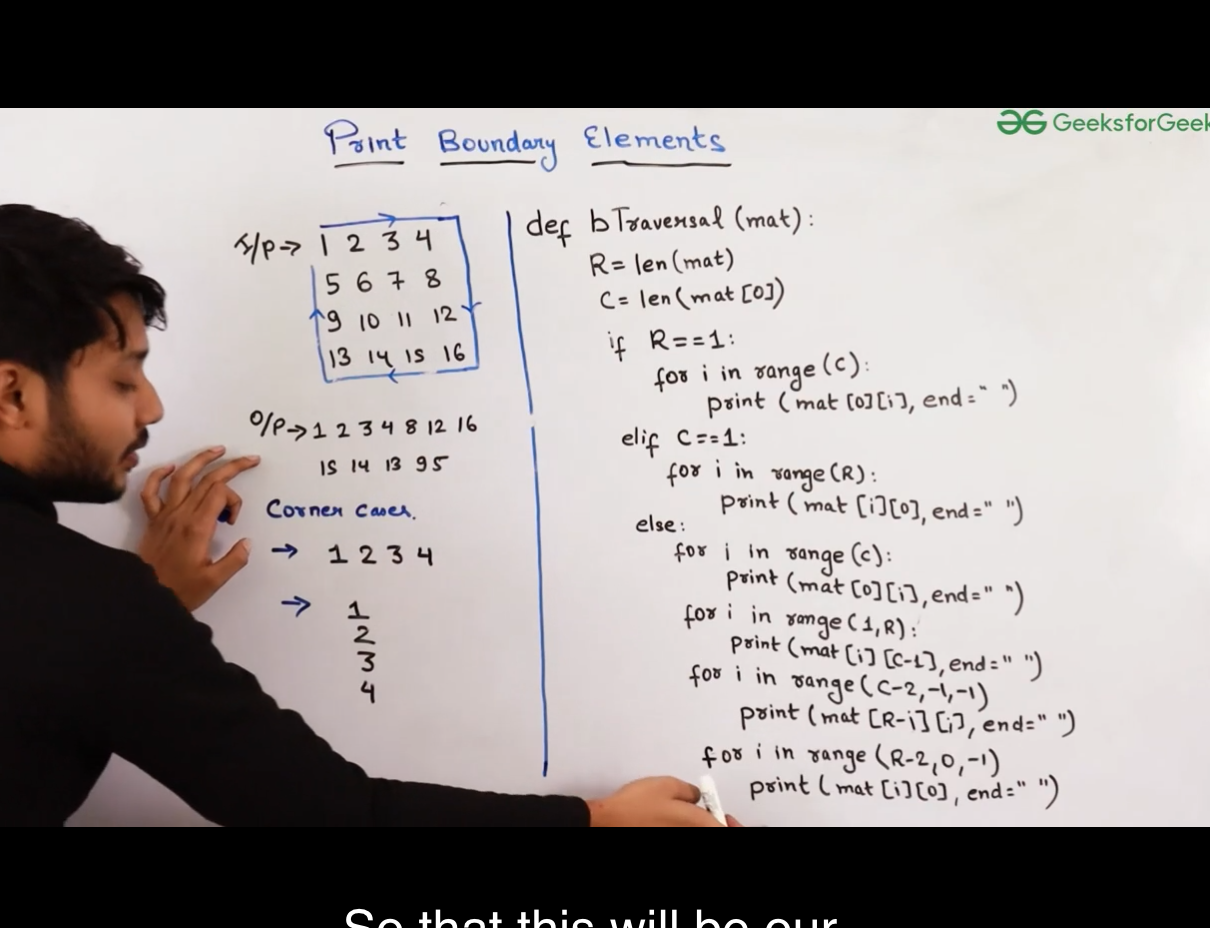 GeeksforGeek
Print Boundary Elements
I/P→ 1 2 3 4
5 6 7 8
9 10 11 12
13 14 15 16
O/P→ 1 2 3 4 8 12 16
15 14 13 9 5
Corner Cases.
→ 1 2 3 4
→ 1
2
3
4
def bTraversal (mat):
R= len(mat)
C= len(mat [0])
if R==1:
for i in range (C):
print (mat [0][i], end=" ")
elif C==1:
for i in range(R):
print (mat [i][0], end=" ")
else:
for i in range(c):
print (mat [0][i], end=" ")
for i in range(1,R):
print (mat [i][C-1], end=" ")
for i in range(C-2,-1,-1)
print (mat [R-i][i], end=" ")
for i in range (R-2,0,-1)
print (mat [i][0], end=" ")
So that this will be our